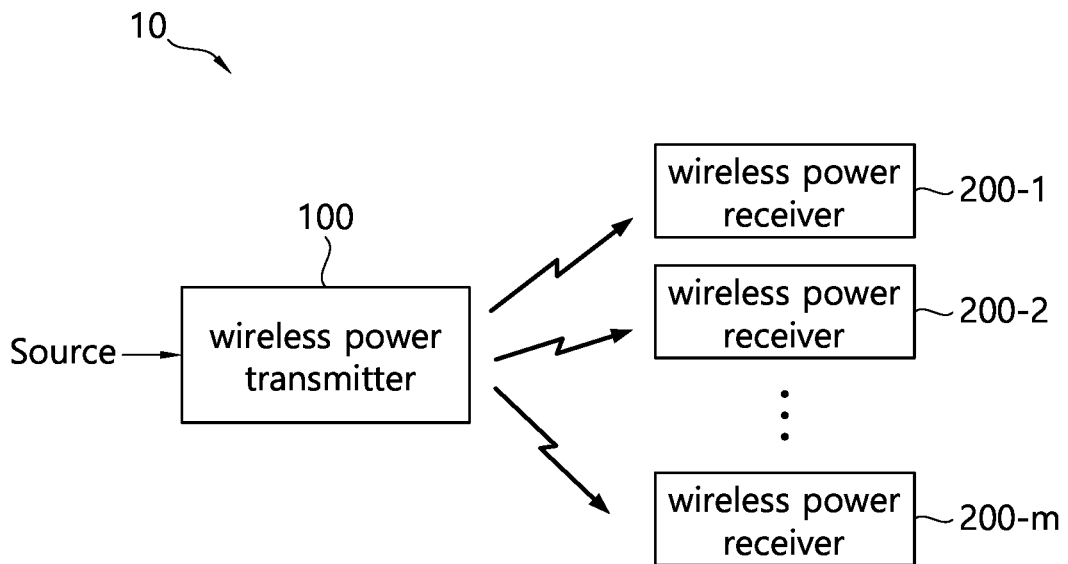 10
100
Source
wireless power
transmitter
wireless power
receiver
200-1
wireless power
receiver
200-2
wireless power
receiver
200-m